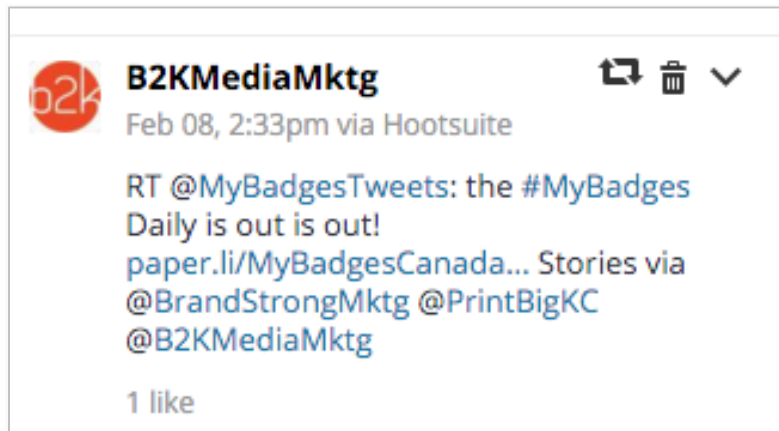 B2KMediaMktg
Feb 08, 2:33pm via Hootsuite
b2k
RT @MyBadgesTweets: the #MyBadges
Daily is out is out!
paper.li/MyBadgesCanada... Stories via
@BrandStrongMktg @PrintBigKC
@B2KMediaMktg
1 like